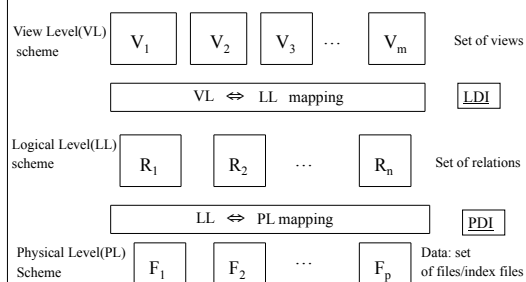 View Level(VL)
scheme
V1 V2 V3 … Vm
Set of views
VL ⇔ LL mapping
LDI
Logical Level(LL)
scheme
R1 R2 … Rn
Set of relations
LL ⇔ PL mapping
PDI
Physical Level(PL)
Scheme
F1 F2 … Fp
Data: set
of files/index files